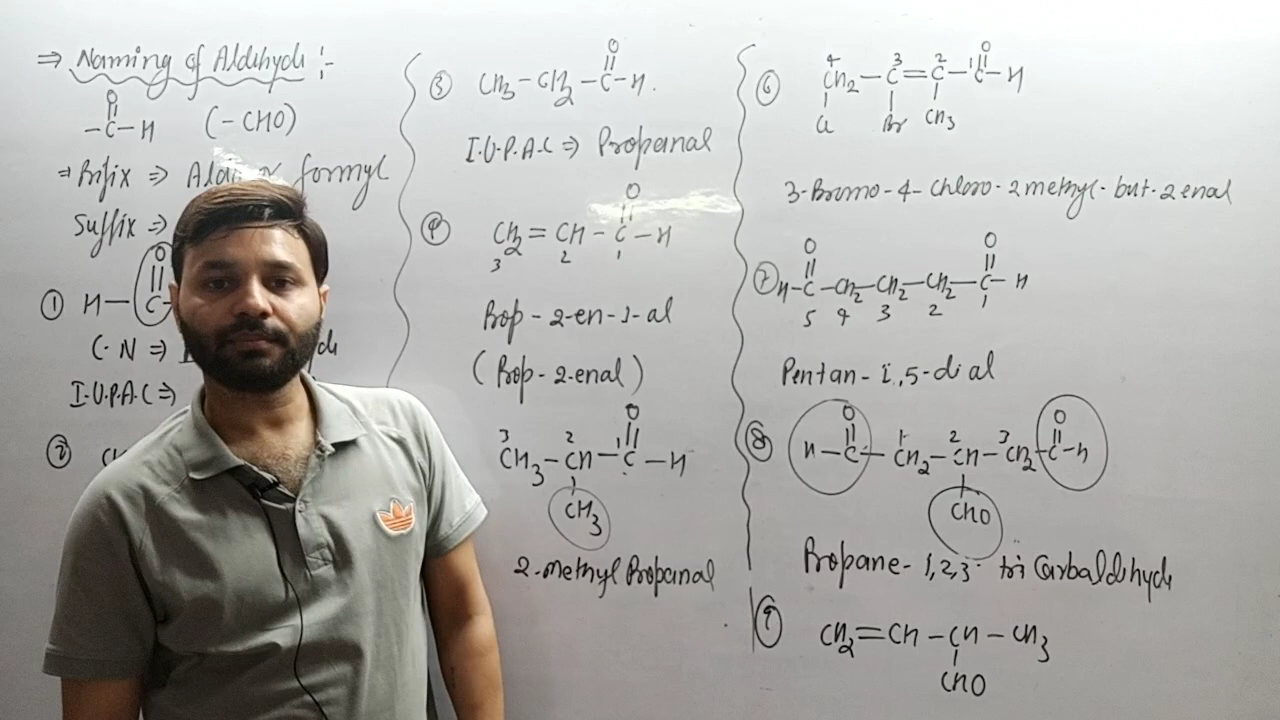 ⇒ Naming of Aldehyde :-
O
||
-C-H (-CHO)
⇒ Prefix ⇒ formyl
Suffix ⇒
① H-C
O
||
C.N ⇒
I.U.P.A.C ⇒
②
③ CH3-CH2-C-H.
O
||
I.U.P.A.C ⇒ Propanal
O
||
④ CH2=CH-C-H
3 2 1
Prop-2-en-1-al
(Prop-2-enal)
O
3 2 1 ||
CH3-CH-C-H
CH3
2-methyl Propanal
O
4 3 2 1 ||
⑥ CH2-C=C-C-H
Cl Br CH3
3-Bromo-4-Chloro-2methyl-but-2enal
O O
|| ||
⑦ H-C-CH2-CH2-CH2-C-H
5 4 3 2 1
Pentan-1,5-dial
O O
|| 1 2 3 ||
⑧ H-C-CH2-CH-CH2-C-H
CHO
Propane-1,2,3-tri Carbaldehyde
⑨ CH2=CH-CH-CH3
CHO